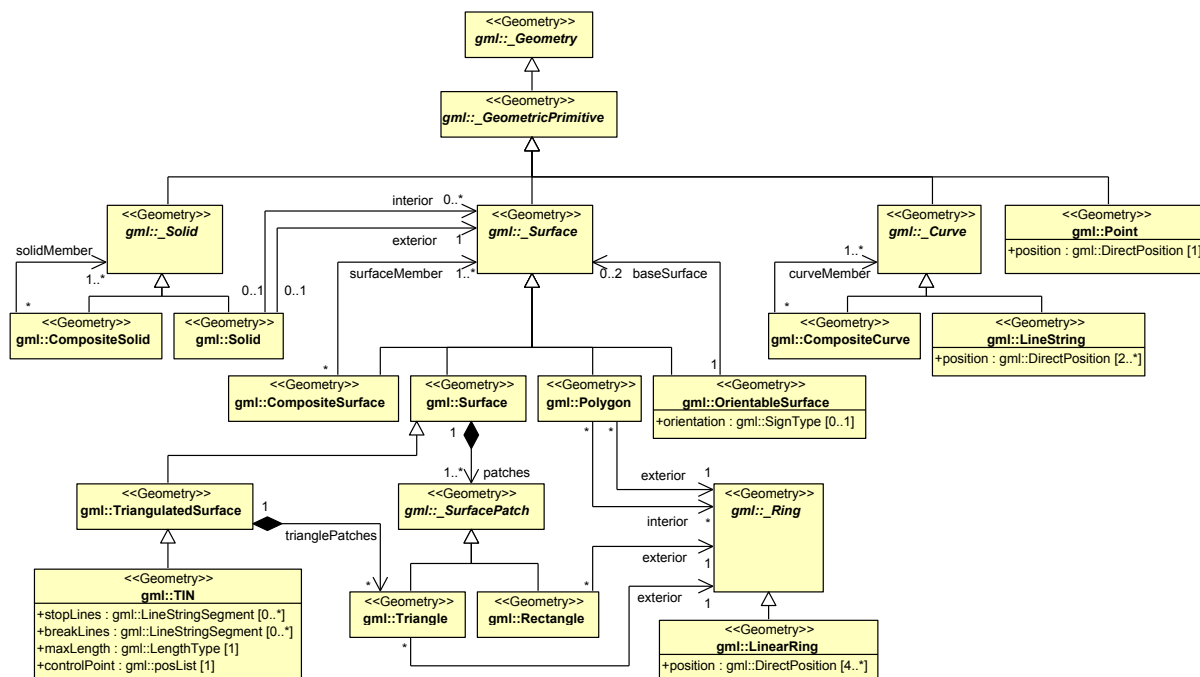 <<Geometry>>
gml::_Geometry
<<Geometry>>
gml::_GeometricPrimitive
<<Geometry>>
gml::_Solid
solidMember
1..*
*
<<Geometry>>
gml::CompositeSolid
<<Geometry>>
gml::Solid
0..1
0..1
interior 0..*
exterior 1
<<Geometry>>
gml::_Surface
surfaceMember 1..*
*
0..2 baseSurface
1
<<Geometry>>
gml::_Curve
1..*
curveMember
*
<<Geometry>>
gml::Point
+position : gml::DirectPosition [1]
<<Geometry>>
gml::CompositeCurve
<<Geometry>>
gml::LineString
+position : gml::DirectPosition [2..*]
<<Geometry>>
gml::CompositeSurface
<<Geometry>>
gml::Surface
<<Geometry>>
gml::Polygon
<<Geometry>>
gml::OrientableSurface
+orientation : gml::SignType [0..1]
1
1..* patches
* *
exterior 1
interior *
exterior 1
exterior 1
<<Geometry>>
gml::TriangulatedSurface
1
trianglePatches
*
<<Geometry>>
gml::_SurfacePatch
<<Geometry>>
gml::_Ring
<<Geometry>>
gml::TIN
+stopLines : gml::LineStringSegment [0..*]
+breakLines : gml::LineStringSegment [0..*]
+maxLength : gml::LengthType [1]
+controlPoint : gml::posList [1]
<<Geometry>>
gml::Triangle
*
<<Geometry>>
gml::Rectangle
*
<<Geometry>>
gml::LinearRing
+position : gml::DirectPosition [4..*]